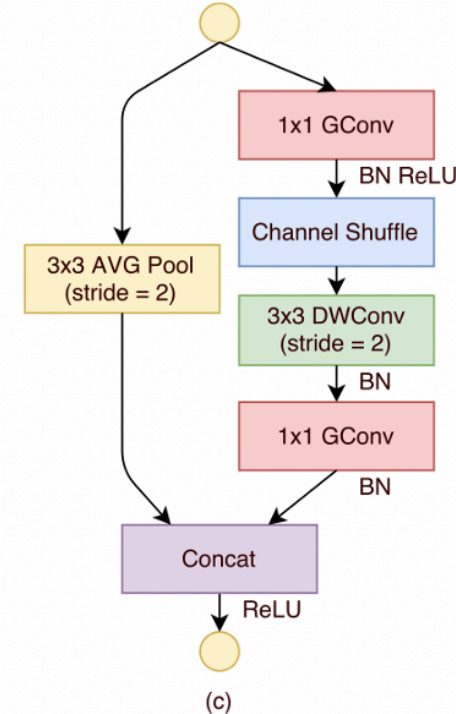 1x1 GConv
BN ReLU
Channel Shuffle
3x3 AVG Pool
(stride = 2)
3x3 DWConv
(stride = 2)
BN
1x1 GConv
BN
Concat
ReLU
(c)